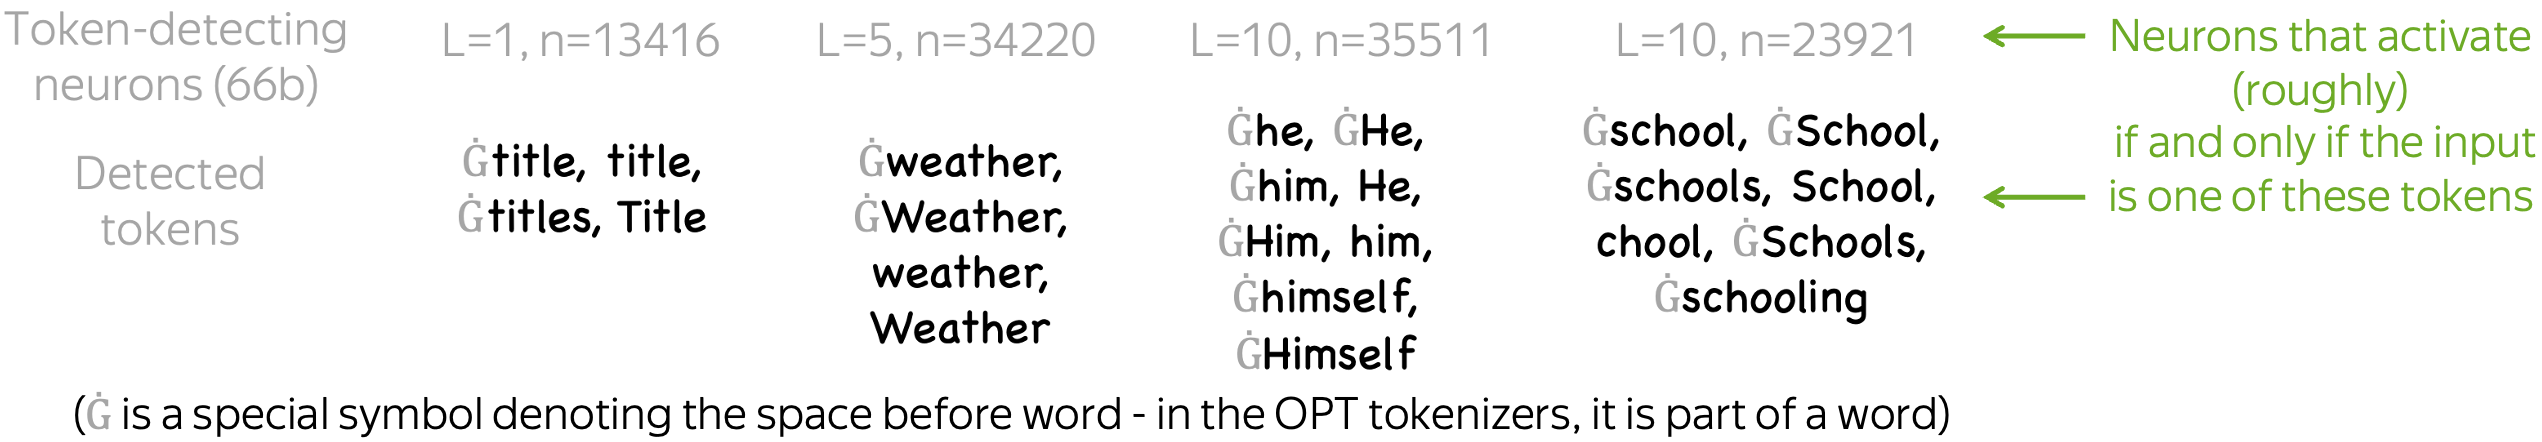 Token-detecting
neurons (66b)
L=1, n=13416
L=5, n=34220
L=10, n=35511
L=10, n=23921
Neurons that activate
(roughly)
if and only if the input
is one of these tokens
Detected
tokens
Ġtitle, title,
Ġtitles, Title
Ġweather,
ĠWeather,
weather,
Weather
Ġhe, ĠHe,
Ġhim, He,
ĠHim, him,
Ġhimself,
ĠHimself
Ġschool, ĠSchool,
Ġschools, School,
chool, ĠSchools,
Ġschooling
(Ġ is a special symbol denoting the space before word - in the OPT tokenizers, it is part of a word)